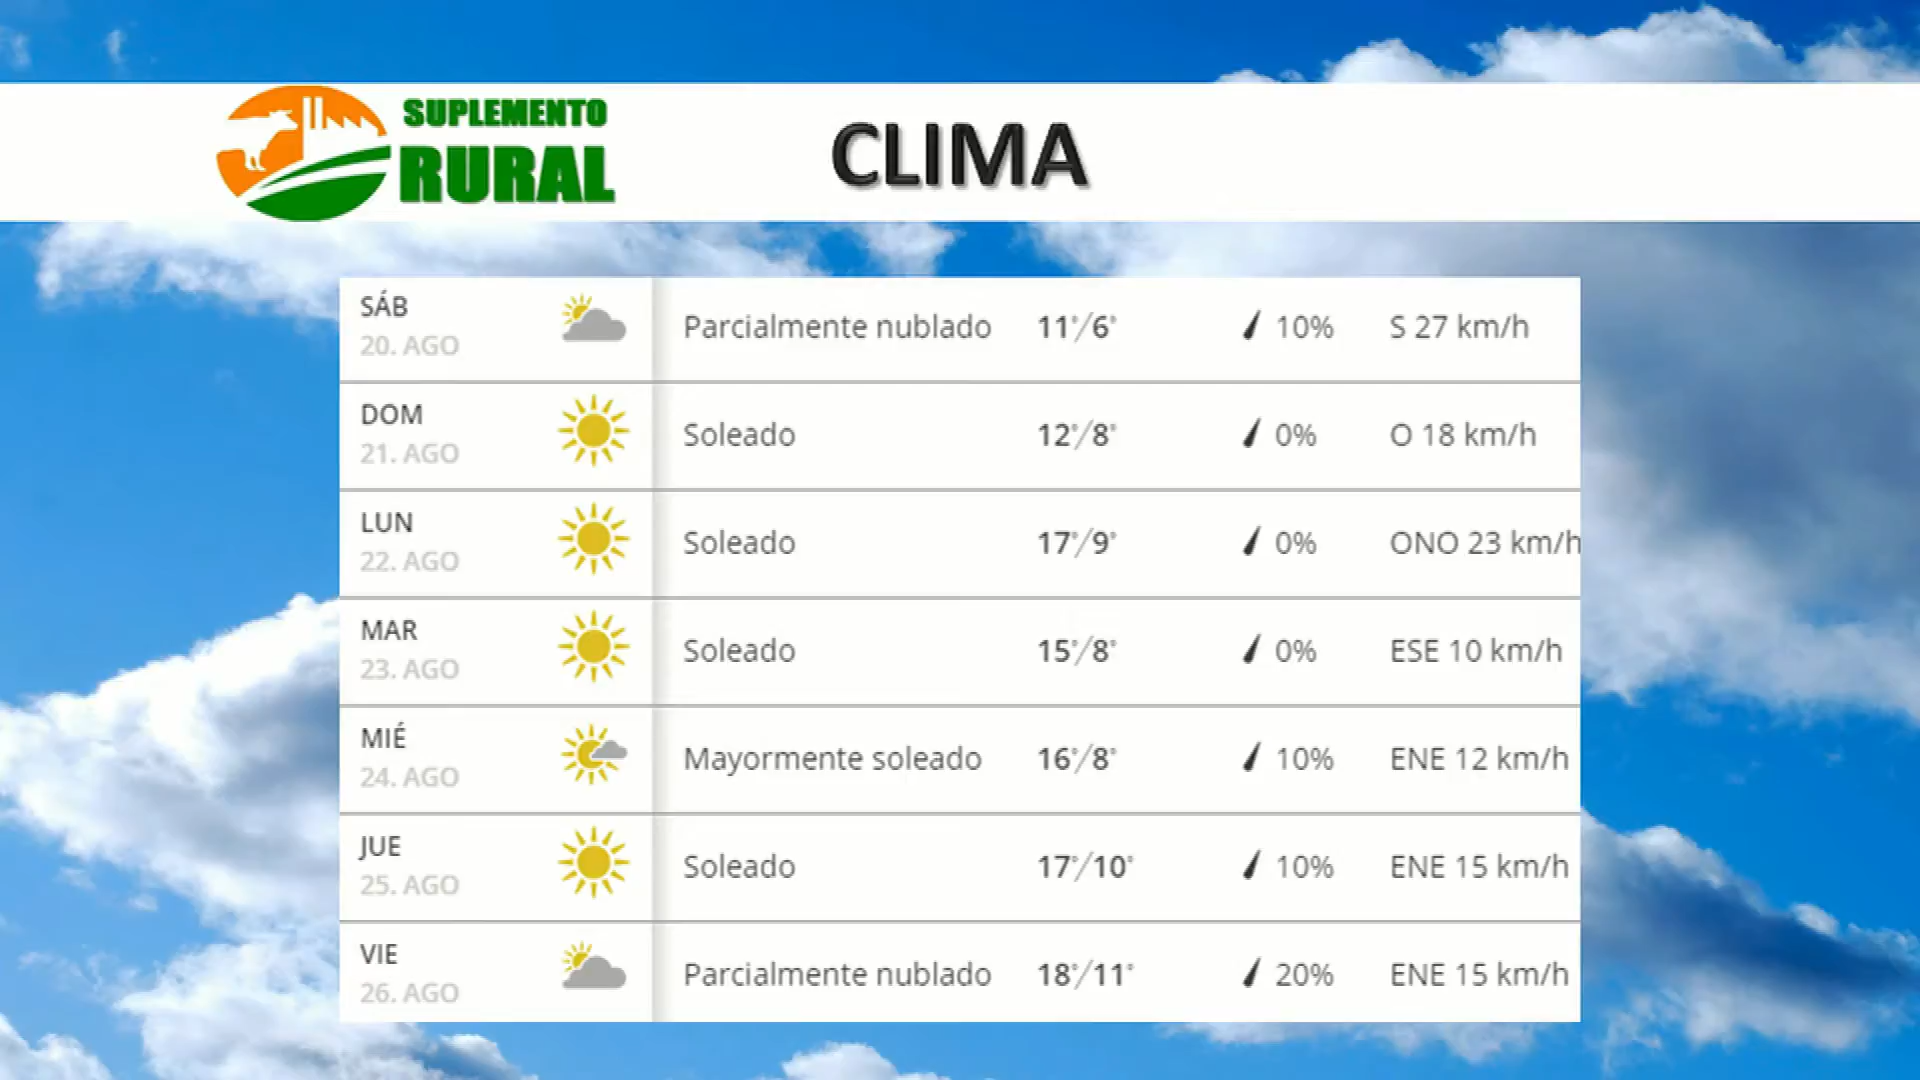 SUPLEMENTO
RURAL
CLIMA
SÁB
20. AGO
Parcialmente nublado 11°/6° 10% S 27 km/h
DOM
21. AGO
Soleado 12°/8° 0% O 18 km/h
LUN
22. AGO
Soleado 17°/9° 0% ONO 23 km/h
MAR
23. AGO
Soleado 15°/8° 0% ESE 10 km/h
MIÉ
24. AGO
Mayormente soleado 16°/8° 10% ENE 12 km/h
JUE
25. AGO
Soleado 17°/10° 10% ENE 15 km/h
VIE
26. AGO
Parcialmente nublado 18°/11° 20% ENE 15 km/h